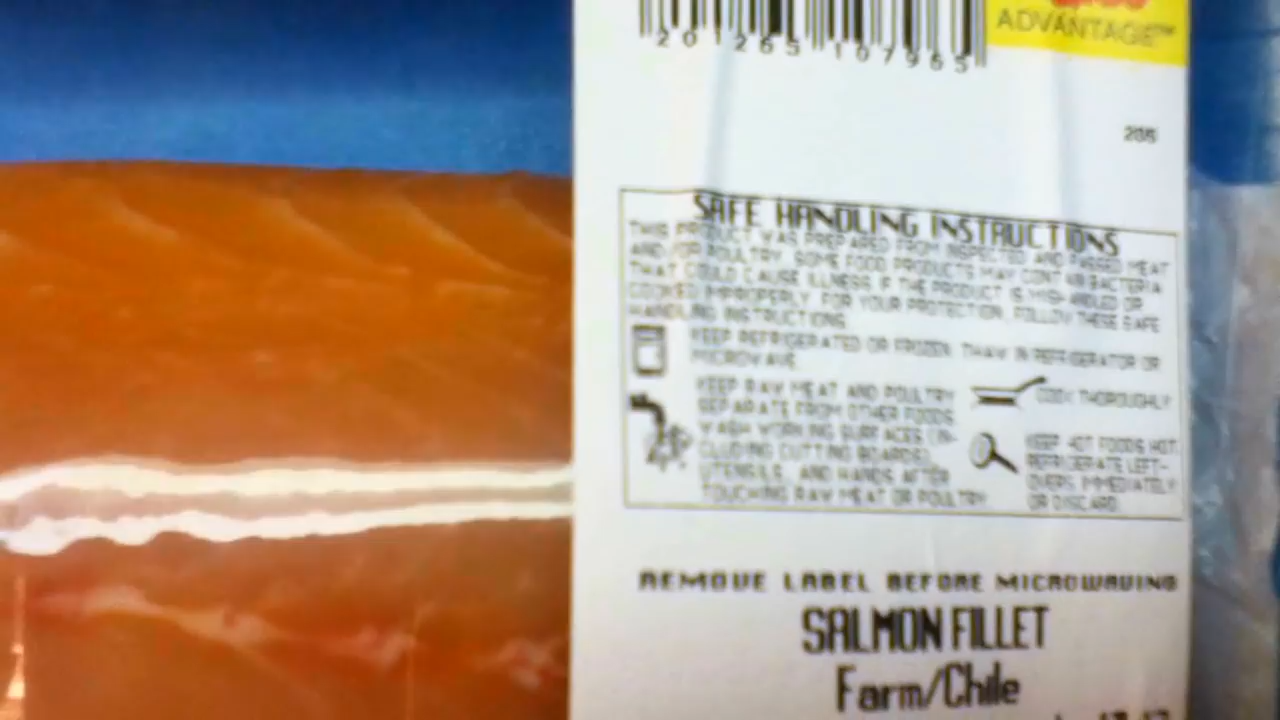 201265 107965
ADVANTAGE™
205
SAFE HANDLING INSTRUCTIONS
THIS PRODUCT WAS PREPARED FROM INSPECTED AND PASSED MEAT
AND/OR POULTRY. SOME FOOD PRODUCTS MAY CONTAIN BACTERIA
THAT COULD CAUSE ILLNESS IF THE PRODUCT IS MISHANDLED OR
COOKED IMPROPERLY. FOR YOUR PROTECTION, FOLLOW THESE SAFE
HANDLING INSTRUCTIONS.
KEEP REFRIGERATED OR FROZEN. THAW IN REFRIGERATOR OR
MICROWAVE.
KEEP RAW MEAT AND POULTRY
SEPARATE FROM OTHER FOODS.
WASH WORKING SURFACES (IN-
CLUDING CUTTING BOARDS),
UTENSILS, AND HANDS AFTER
TOUCHING RAW MEAT OR POULTRY.
COOK THOROUGHLY.
KEEP HOT FOODS HOT.
REFRIGERATE LEFT-
OVERS IMMEDIATELY
OR DISCARD.
REMOVE LABEL BEFORE MICROWAVING
SALMON FILLET
Farm/Chile